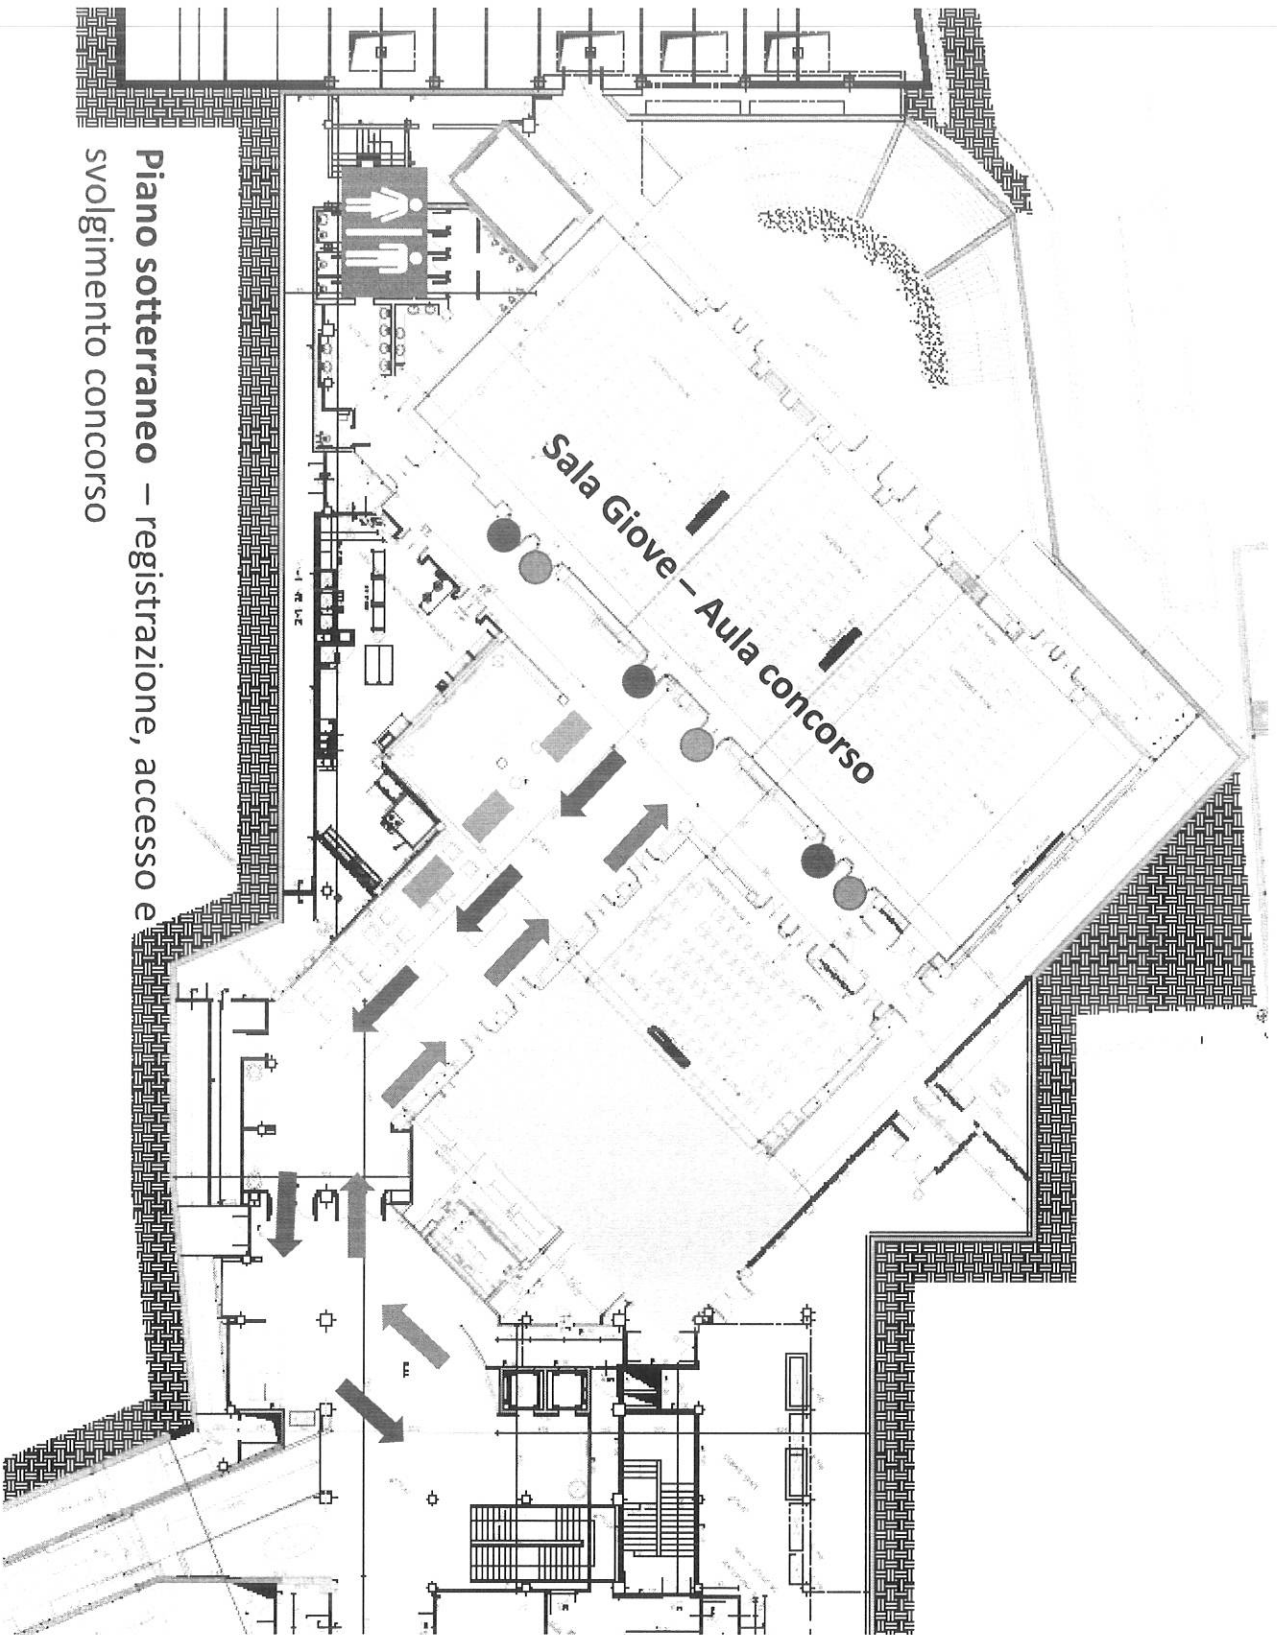 Piano sotterraneo – registrazione, accesso e
svolgimento concorso
Sala Giove – Aula concorso